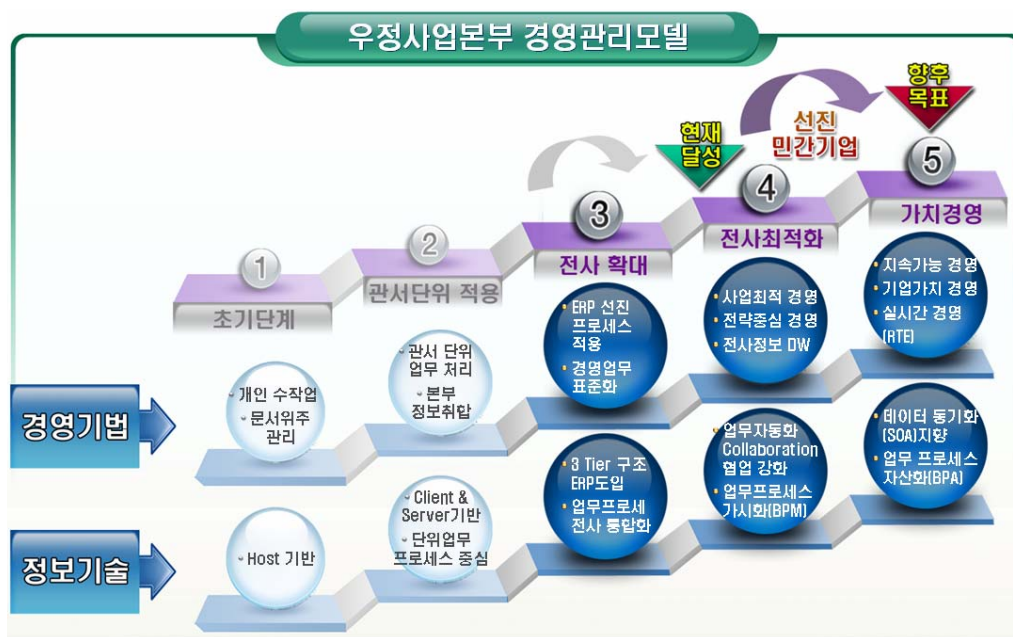 우정사업본부 경영관리모델
향후
목표
선진
민간기업
현재
달성
5
가치경영
4
전사최적화
3
전사 확대
2
관서단위 적용
1
초기단계
경영기법
- 개인 수작업
- 문서위주
관리
- 관서 단위
업무 처리
- 본부
정보취합
• ERP 선진
프로세스
적용
• 경영업무
표준화
• 사업최적 경영
• 전략중심 경영
• 전사정보 DW
• 지속가능 경영
• 기업가치 경영
• 실시간 경영
(RTE)
정보기술
- Host 기반
- Client &
Server기반
- 단위업무
프로세스 중심
• 3 Tier 구조
ERP도입
• 업무프로세
전사 통합화
• 업무자동화
Collaboration
협업 강화
• 업무프로세스
가시화(BPM)
• 데이터 동기화
(SOA)지향
• 업무 프로세스
자산화(BPA)